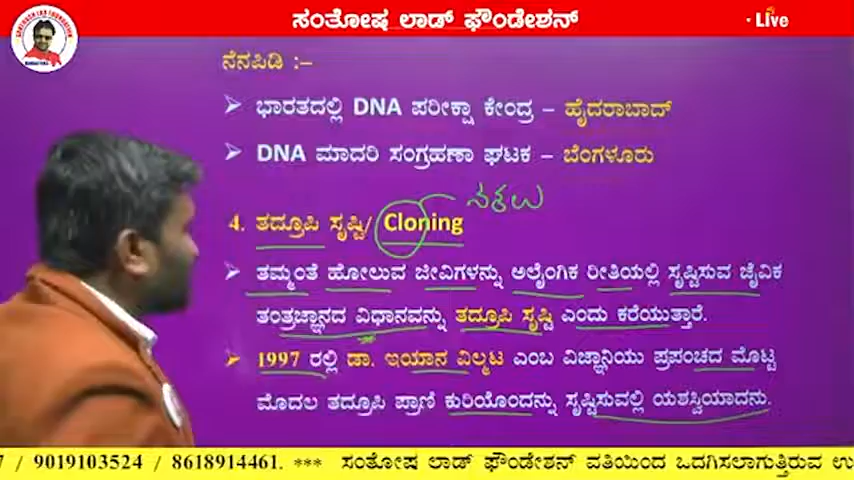 ಸಂತೋಷ ಲಾಡ್ ಫೌಂಡೇಶನ್
· Live
ನೆನಪಿಡಿ :–
➢ ಭಾರತದಲ್ಲಿ DNA ಪರೀಕ್ಷಾ ಕೇಂದ್ರ – ಹೈದರಾಬಾದ್
➢ DNA ಮಾದರಿ ಸಂಗ್ರಹಣಾ ಘಟಕ – ಬೆಂಗಳೂರು
ನಕಲು
4. ತದ್ರೂಪಿ ಸೃಷ್ಟಿ/ Cloning
➢ ತಮ್ಮಂತೆ ಹೋಲುವ ಜೀವಿಗಳನ್ನು ಅಲೈಂಗಿಕ ರೀತಿಯಲ್ಲಿ ಸೃಷ್ಟಿಸುವ ಜೈವಿಕ
ತಂತ್ರಜ್ಞಾನದ ವಿಧಾನವನ್ನು ತದ್ರೂಪಿ ಸೃಷ್ಟಿ ಎಂದು ಕರೆಯುತ್ತಾರೆ.
➢ 1997 ರಲ್ಲಿ ಡಾ. ಇಯಾನ ವಿಲ್ಮಟ ಎಂಬ ವಿಜ್ಞಾನಿಯು ಪ್ರಪಂಚದ ಮೊಟ್ಟ
ಮೊದಲ ತದ್ರೂಪಿ ಪ್ರಾಣಿ ಕುರಿಯೊಂದನ್ನು ಸೃಷ್ಟಿಸುವಲ್ಲಿ ಯಶಸ್ವಿಯಾದನು.
7 / 9019103524 / 8618914461. *** ಸಂತೋಷ ಲಾಡ್ ಫೌಂಡೇಶನ್ ವತಿಯಿಂದ ಒದಗಿಸಲಾಗುತ್ತಿರುವ ಉ